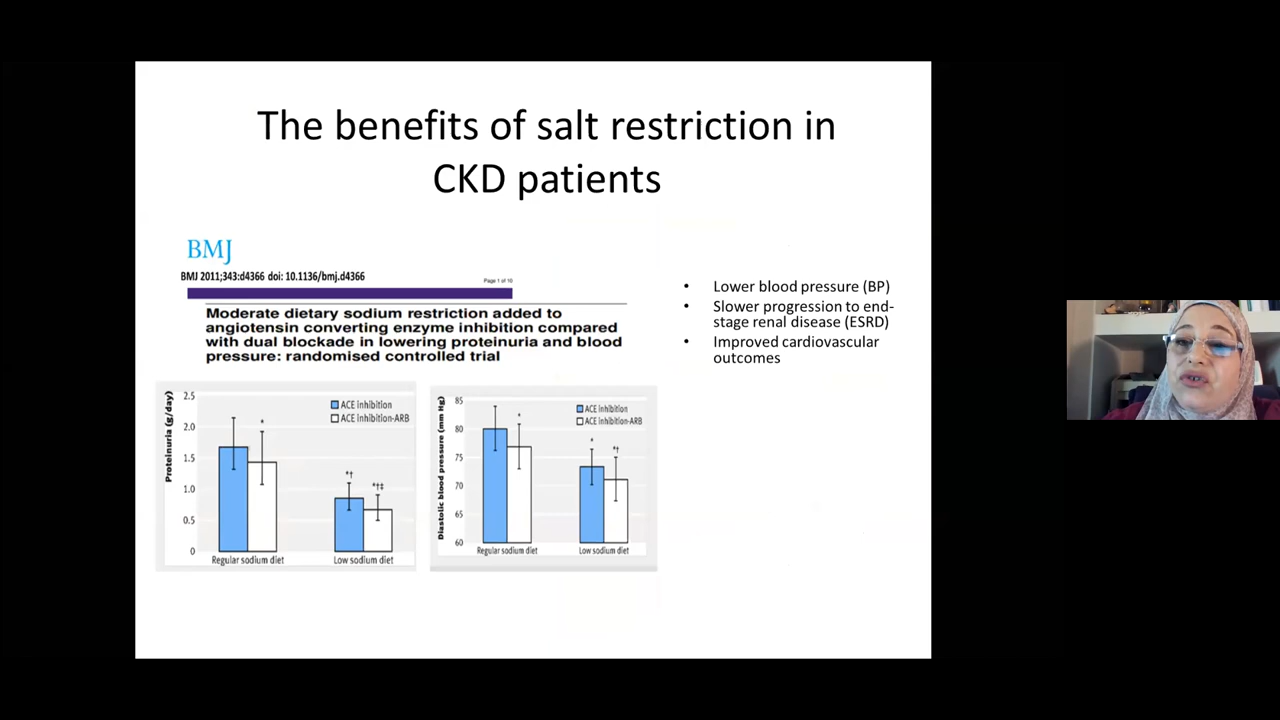 The benefits of salt restriction in
CKD patients
BMJ
BMJ 2011;343:d4366 doi: 10.1136/bmj.d4366
Page 1 of 10
Moderate dietary sodium restriction added to
angiotensin converting enzyme inhibition compared
with dual blockade in lowering proteinuria and blood
pressure: randomised controlled trial
• Lower blood pressure (BP)
• Slower progression to end-
stage renal disease (ESRD)
• Improved cardiovascular
outcomes
Proteinuria (g/day)
2.5
2.0
1.5
1.0
0.5
0
ACE inhibition
ACE inhibition-ARB
*
*†
*†‡
Regular sodium diet
Low sodium diet
Diastolic blood pressure (mm Hg)
85
80
75
70
65
60
ACE inhibition
ACE inhibition-ARB
*
*
*†
Regular sodium diet
Low sodium diet